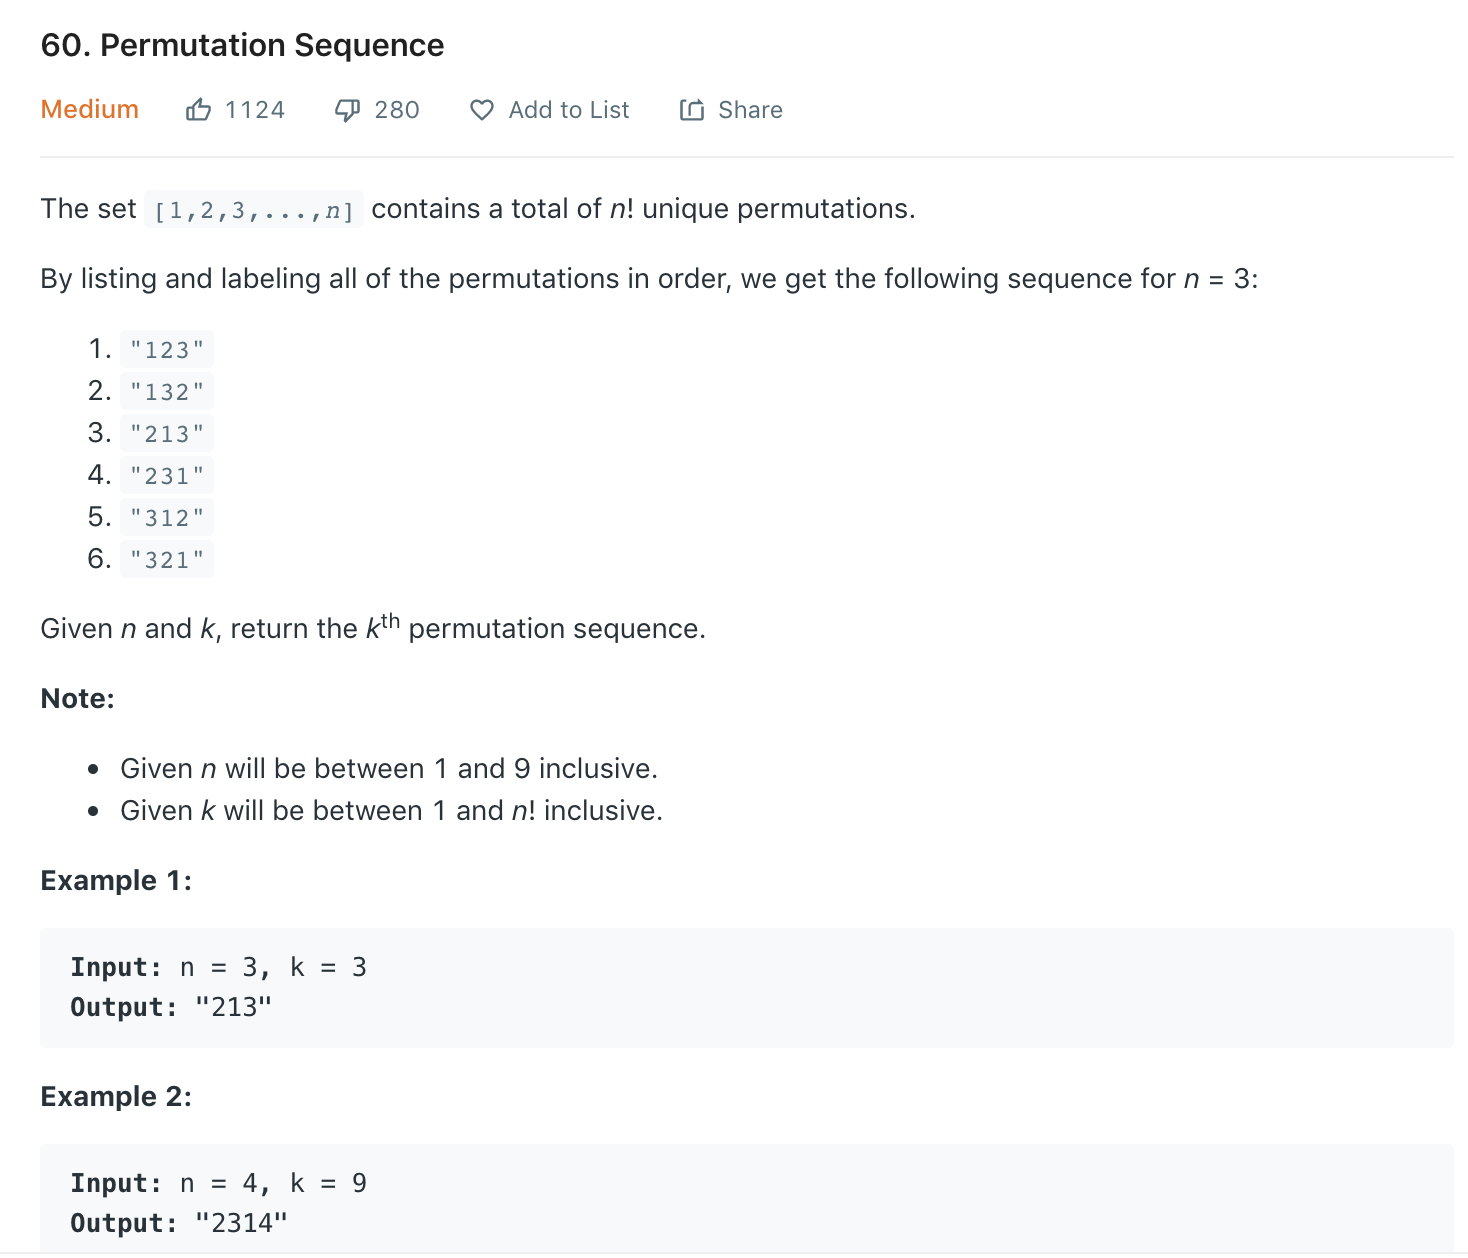 60. Permutation Sequence
Medium 1124 280 Add to List Share
The set [1,2,3,...,n] contains a total of n! unique permutations.
By listing and labeling all of the permutations in order, we get the following sequence for n = 3:
1. "123"
2. "132"
3. "213"
4. "231"
5. "312"
6. "321"
Given n and k, return the kth permutation sequence.
Note:
• Given n will be between 1 and 9 inclusive.
• Given k will be between 1 and n! inclusive.
Example 1:
Input: n = 3, k = 3
Output: "213"
Example 2:
Input: n = 4, k = 9
Output: "2314"